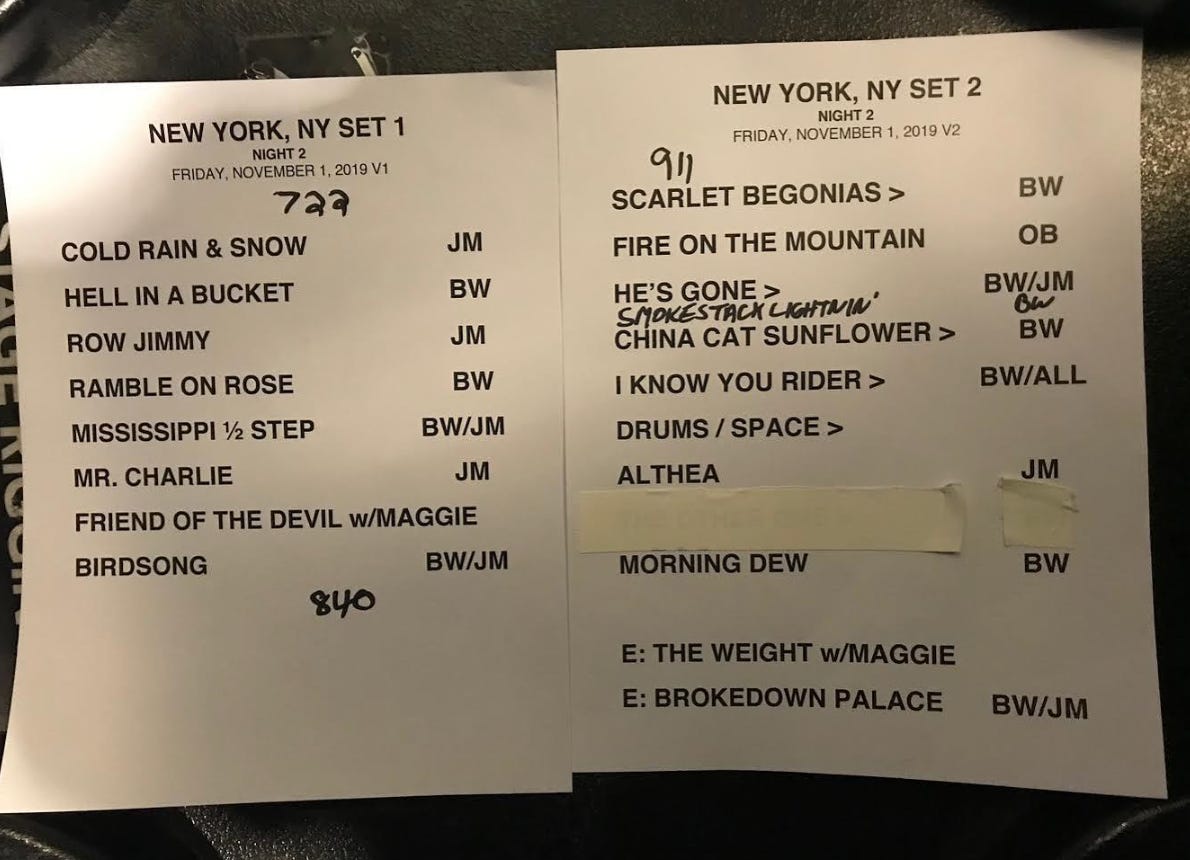 NEW YORK, NY SET 1
NIGHT 2
FRIDAY, NOVEMBER 1, 2019 V1
722
COLD RAIN & SNOW JM
HELL IN A BUCKET BW
ROW JIMMY JM
RAMBLE ON ROSE BW
MISSISSIPPI ½ STEP BW/JM
MR. CHARLIE JM
FRIEND OF THE DEVIL w/MAGGIE
BIRDSONG BW/JM
840
NEW YORK, NY SET 2
NIGHT 2
FRIDAY, NOVEMBER 1, 2019 V2
911
SCARLET BEGONIAS > BW
FIRE ON THE MOUNTAIN OB
HE'S GONE > BW/JM
SMOKESTACK LIGHTNIN' BW
CHINA CAT SUNFLOWER > BW
I KNOW YOU RIDER > BW/ALL
DRUMS / SPACE >
ALTHEA JM
THE OTHER ONE
MORNING DEW BW
E: THE WEIGHT w/MAGGIE
E: BROKEDOWN PALACE BW/JM